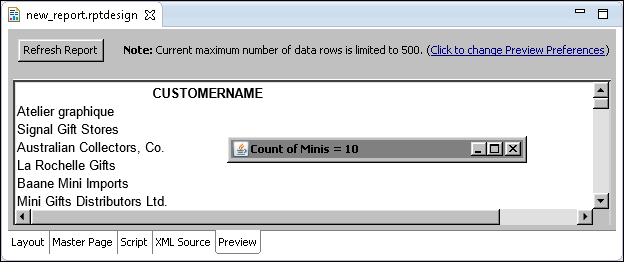 new_report.rptdesign
Refresh Report
Note: Current maximum number of data rows is limited to 500. (Click to change Preview Preferences)
CUSTOMERNAME
Atelier graphique
Signal Gift Stores
Australian Collectors, Co.
Count of Minis = 10
La Rochelle Gifts
Baane Mini Imports
Mini Gifts Distributors Ltd.
Layout Master Page Script XML Source Preview